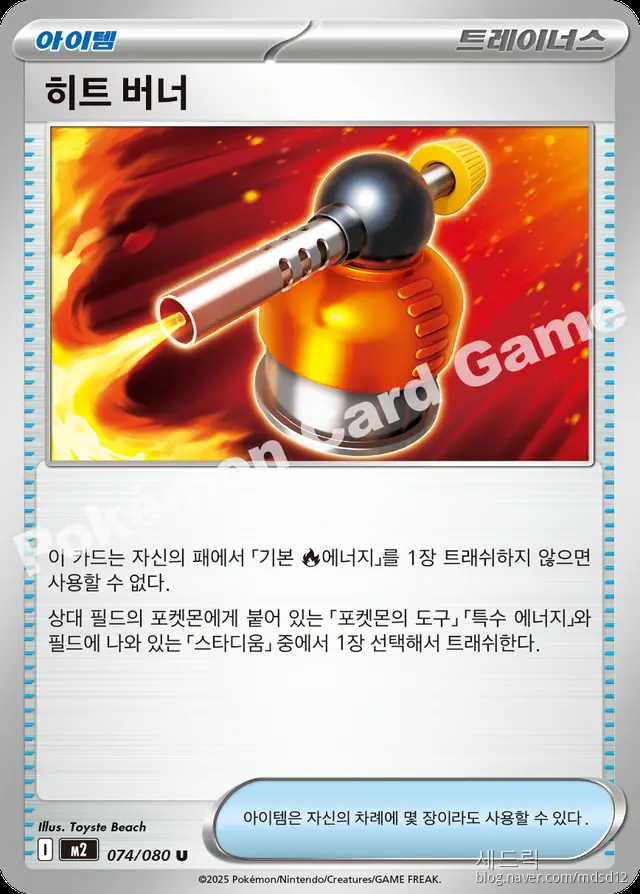 아이템
트레이너스
히트 버너
Pokémon Card Game
이 카드는 자신의 패에서 「기본 에너지」를 1장 트래쉬하지 않으면
사용할 수 없다.
상대 필드의 포켓몬에게 붙어 있는 「포켓몬의 도구」 「특수 에너지」와
필드에 나와 있는 「스타디움」 중에서 1장 선택해서 트래쉬한다.
아이템은 자신의 차례에 몇 장이라도 사용할 수 있다.
Illus. Toyste Beach
I M2 074/080 U
©2025 Pokémon/Nintendo/Creatures/GAME FREAK.
세드릭
blog.naver.com/mdsd12